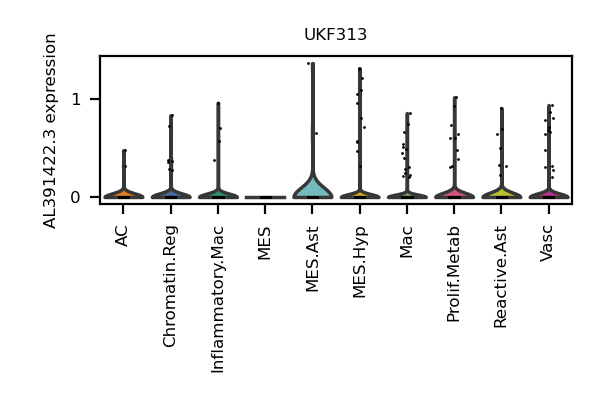 UKF313
AL391422.3 expression
1
0
AC
Chromatin.Reg
Inflammatory.Mac
MES
MES.Ast
MES.Hyp
Mac
Prolif.Metab
Reactive.Ast
Vasc